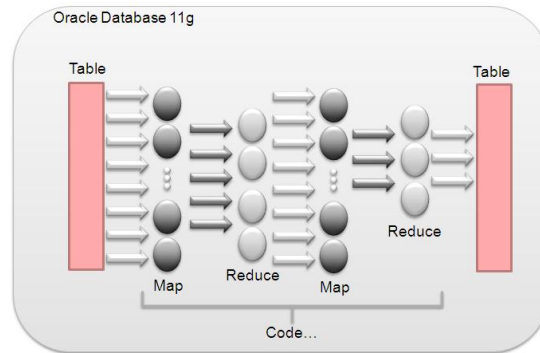 Oracle Database 11g
Table
Table
Map
Reduce
Map
Reduce
Code...